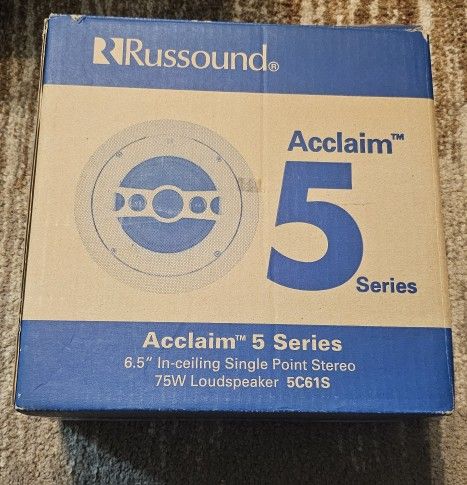 Russound®
Acclaim™
5
Series
Acclaim™ 5 Series
6.5" In-ceiling Single Point Stereo
75W Loudspeaker 5C61S